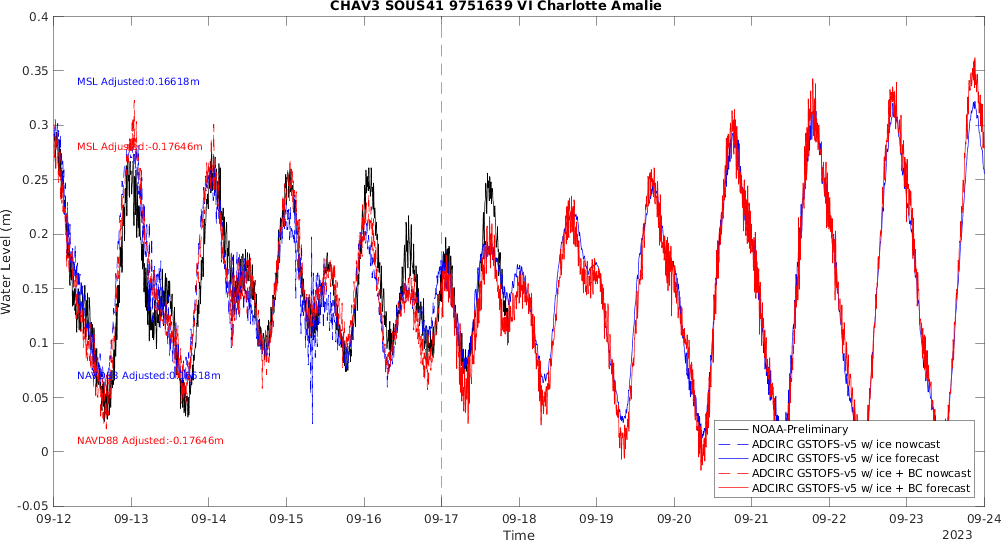 CHAV3 SOUS41 9751639 VI Charlotte Amalie
0.4
0.35
0.3
0.25
0.2
0.15
0.1
0.05
0
-0.05
Water Level (m)
MSL Adjusted:0.16618m
MSL Adjusted:-0.17646m
NAVD88 Adjusted:0.16618m
NAVD88 Adjusted:-0.17646m
NOAA-Preliminary
ADCIRC GSTOFS-v5 w/ ice nowcast
ADCIRC GSTOFS-v5 w/ ice forecast
ADCIRC GSTOFS-v5 w/ ice + BC nowcast
ADCIRC GSTOFS-v5 w/ ice + BC forecast
09-12 09-13 09-14 09-15 09-16 09-17 09-18 09-19 09-20 09-21 09-22 09-23 09-24
Time
2023